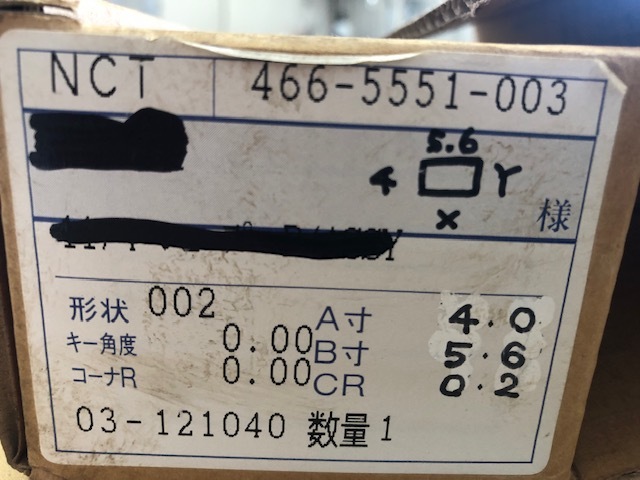 NCT 466-5551-003
5.6
4 Y
X 様
形状 002 A寸 4.0
キー角度 0.00 B寸 5.6
コーナR 0.00 CR 0.2
03-121040 数量1